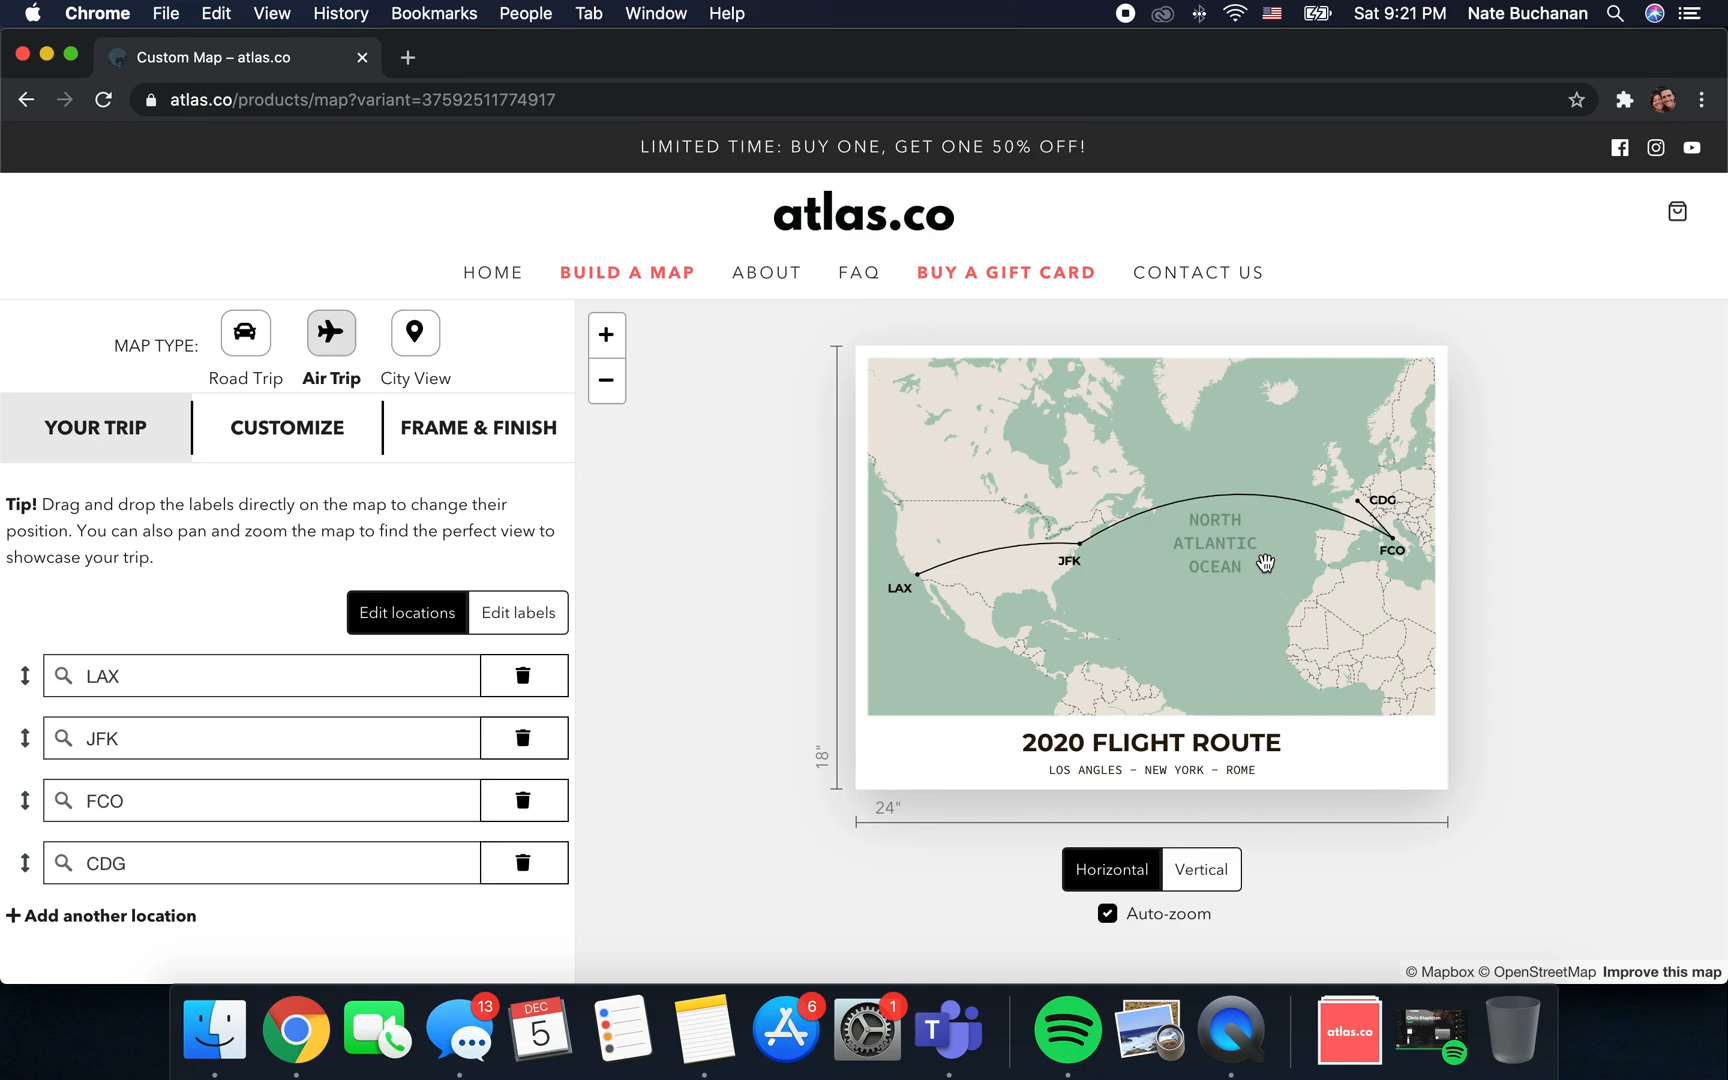 Chrome File Edit View History Bookmarks People Tab Window Help Sat 9:21 PM Nate Buchanan
Custom Map – atlas.co
atlas.co/products/map?variant=37592511774917
LIMITED TIME: BUY ONE, GET ONE 50% OFF!
atlas.co
HOME BUILD A MAP ABOUT FAQ BUY A GIFT CARD CONTACT US
MAP TYPE:
Road Trip Air Trip City View
YOUR TRIP CUSTOMIZE FRAME & FINISH
Tip! Drag and drop the labels directly on the map to change their
position. You can also pan and zoom the map to find the perfect view to
showcase your trip.
Edit locations Edit labels
LAX
JFK
FCO
CDG
+ Add another location
+
−
CDG
NORTH
ATLANTIC
OCEAN
FCO
JFK
LAX
2020 FLIGHT ROUTE
LOS ANGLES - NEW YORK - ROME
18"
24"
Horizontal Vertical
Auto-zoom
© Mapbox © OpenStreetMap Improve this map
13
DEC
5
6
1
T
atlas.co